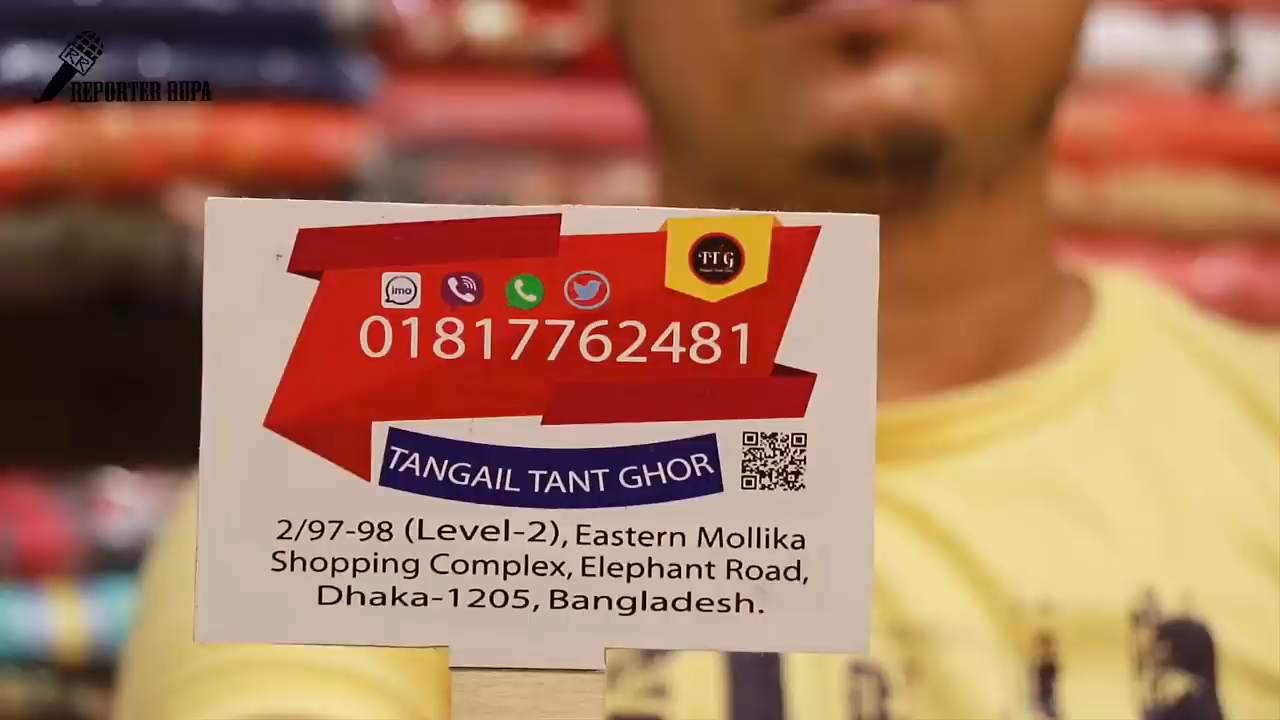 REPORTER RUPA
TTG
imo
01817762481
TANGAIL TANT GHOR
2/97-98 (Level-2), Eastern Mollika
Shopping Complex, Elephant Road,
Dhaka-1205, Bangladesh.